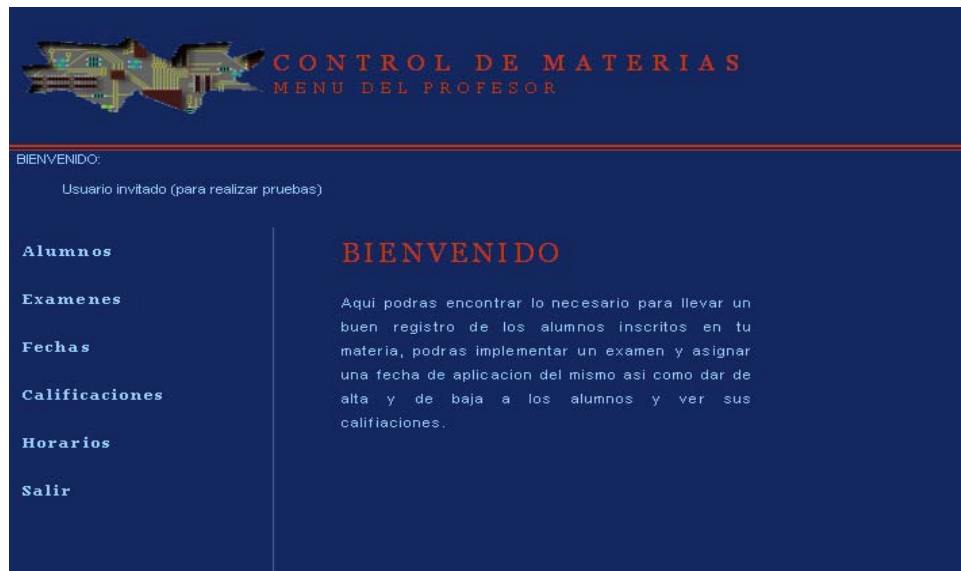 CONTROL DE MATERIAS
MENU DEL PROFESOR
BIENVENIDO:
Usuario invitado (para realizar pruebas)
Alumnos
Examenes
Fechas
Calificaciones
Horarios
Salir
BIENVENIDO
Aqui podras encontrar lo necesario para llevar un
buen registro de los alumnos inscritos en tu
materia, podras implementar un examen y asignar
una fecha de aplicacion del mismo asi como dar de
alta y de baja a los alumnos y ver sus
califiaciones.